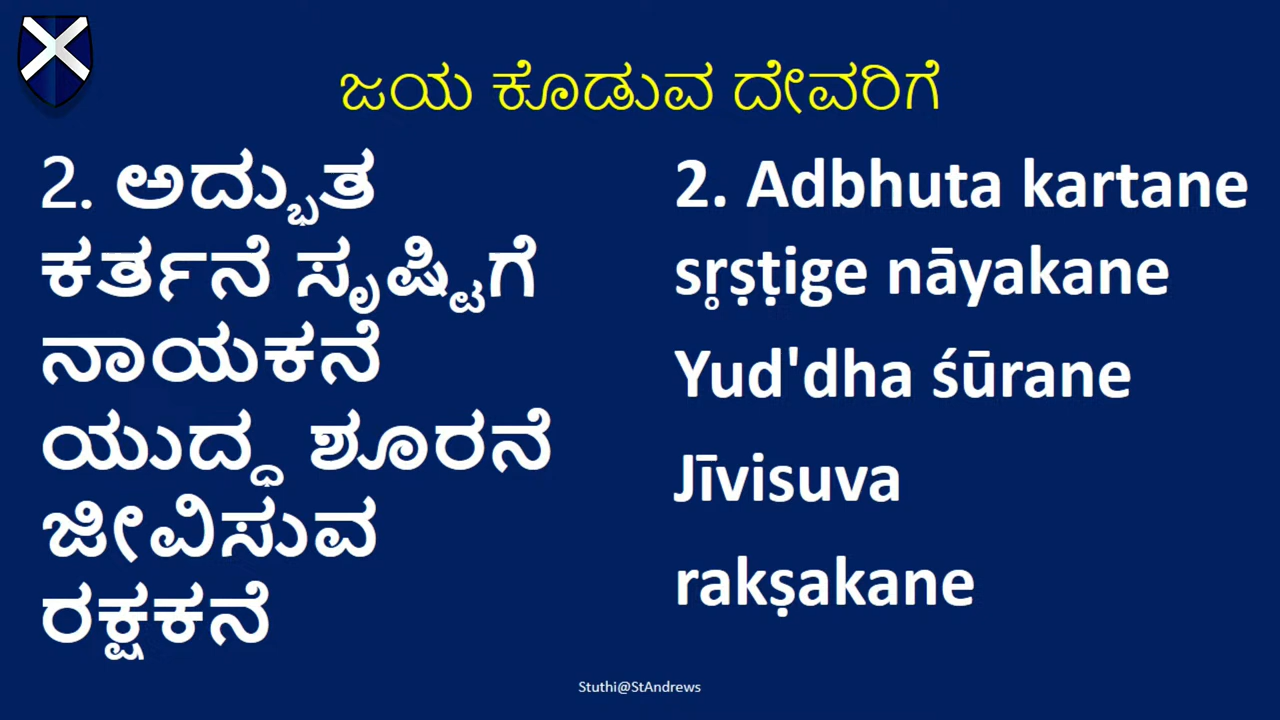 ಜಯ ಕೊಡುವ ದೇವರಿಗೆ
2. ಅದ್ಭುತ
ಕರ್ತನೆ ಸೃಷ್ಟಿಗೆ
ನಾಯಕನೆ
ಯುದ್ಧ ಶೂರನೆ
ಜೀವಿಸುವ
ರಕ್ಷಕನೆ
2. Adbhuta kartane
sr̥ṣṭige nāyakane
Yud'dha śūrane
Jīvisuva
rakṣakane
Stuthi@StAndrews